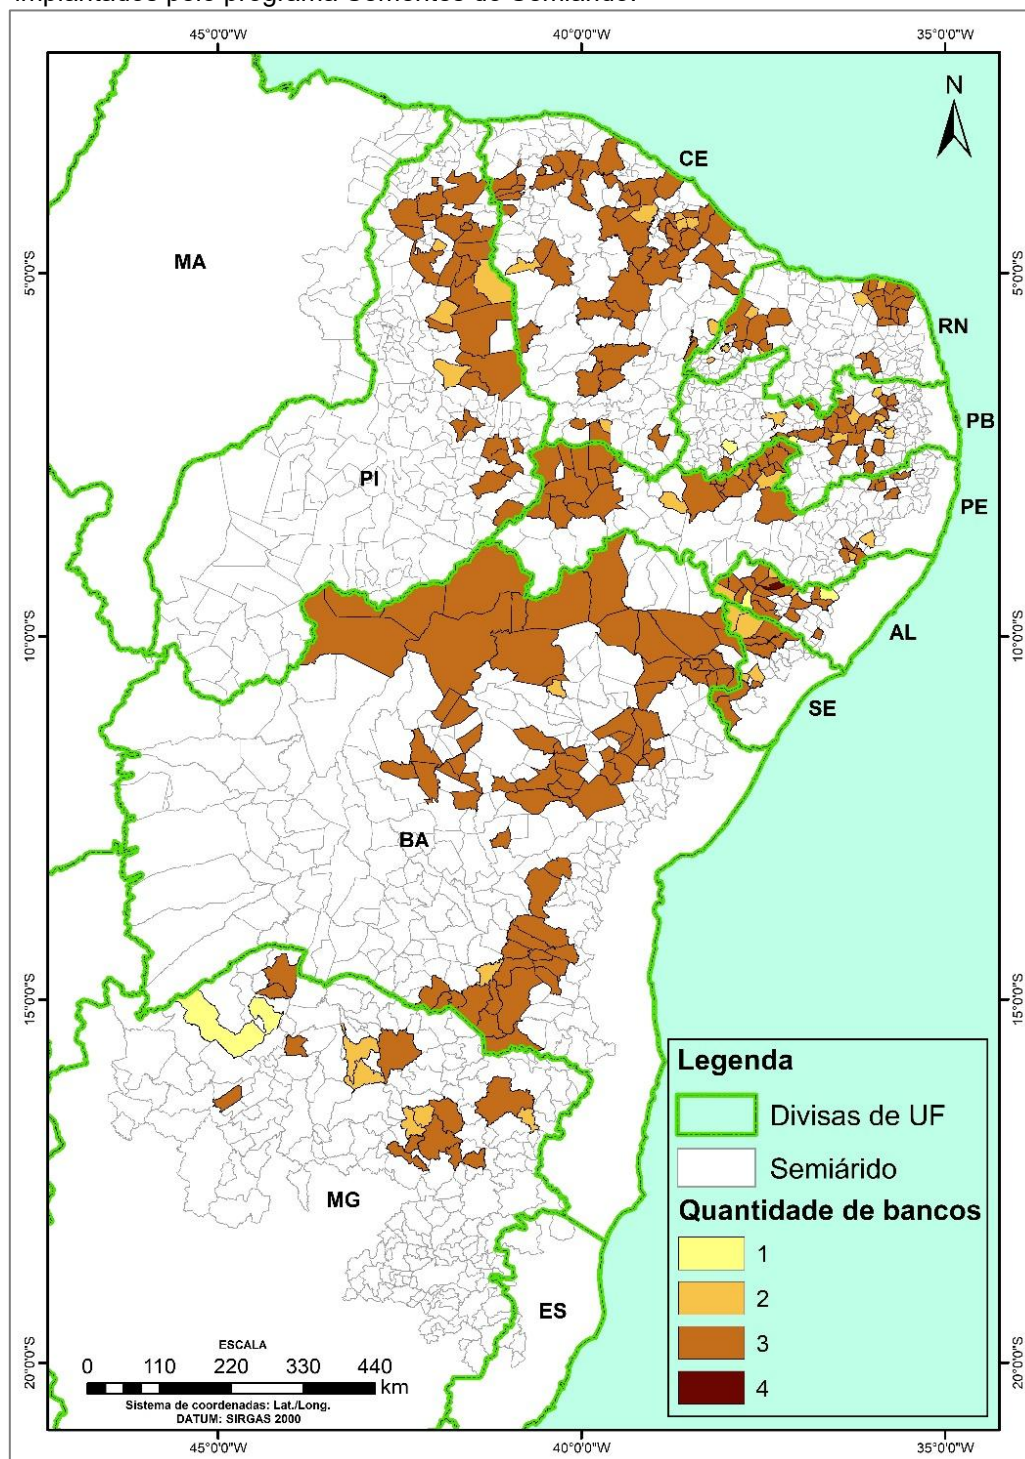 implantados pelo programa Sementes do Semiárido.
45°0'0"W 40°0'0"W 35°0'0"W
N
CE
MA
5°0'0"S 5°0'0"S
RN
PB
PI
PE
10°0'0"S 10°0'0"S
AL
SE
BA
15°0'0"S 15°0'0"S
Legenda
Divisas de UF
Semiárido
MG
Quantidade de bancos
1
2
ES
3
4
ESCALA
0 110 220 330 440
km
Sistema de coordenadas: Lat./Long.
DATUM: SIRGAS 2000
20°0'0"S 20°0'0"S
45°0'0"W 40°0'0"W 35°0'0"W